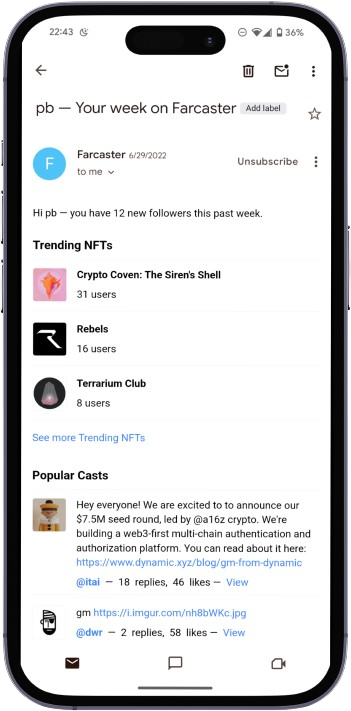 22:43 36%
pb — Your week on Farcaster Add label
F
Farcaster 6/29/2022
to me
Unsubscribe
Hi pb — you have 12 new followers this past week.
Trending NFTs
Crypto Coven: The Siren's Shell
31 users
Rebels
16 users
Terrarium Club
8 users
See more Trending NFTs
Popular Casts
Hey everyone! We are excited to to announce our
$7.5M seed round, led by @a16z crypto. We're
building a web3-first multi-chain authentication and
authorization platform. You can read about it here:
https://www.dynamic.xyz/blog/gm-from-dynamic
@itai — 18 replies, 46 likes — View
gm https://i.imgur.com/nh8bWKc.jpg
@dwr — 2 replies, 58 likes — View